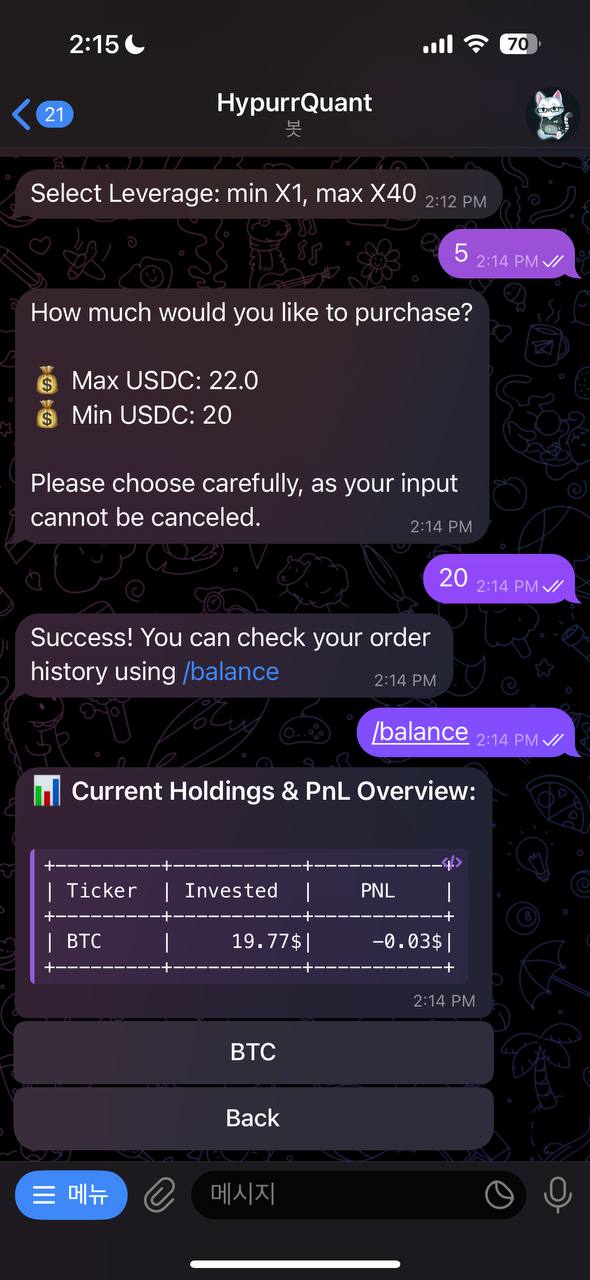 2:15
70
21
HypurrQuant
봇
Select Leverage: min X1, max X40 2:12 PM
5 2:14 PM
How much would you like to purchase?
💰 Max USDC: 22.0
💰 Min USDC: 20
Please choose carefully, as your input
cannot be canceled. 2:14 PM
20 2:14 PM
Success! You can check your order
history using /balance 2:14 PM
/balance 2:14 PM
📊 Current Holdings & PnL Overview:
+---------+-----------+-----------+
| Ticker | Invested | PNL |
+---------+-----------+-----------+
| BTC | 19.77$| -0.03$|
+---------+-----------+-----------+
2:14 PM
BTC
Back
메뉴
메시지